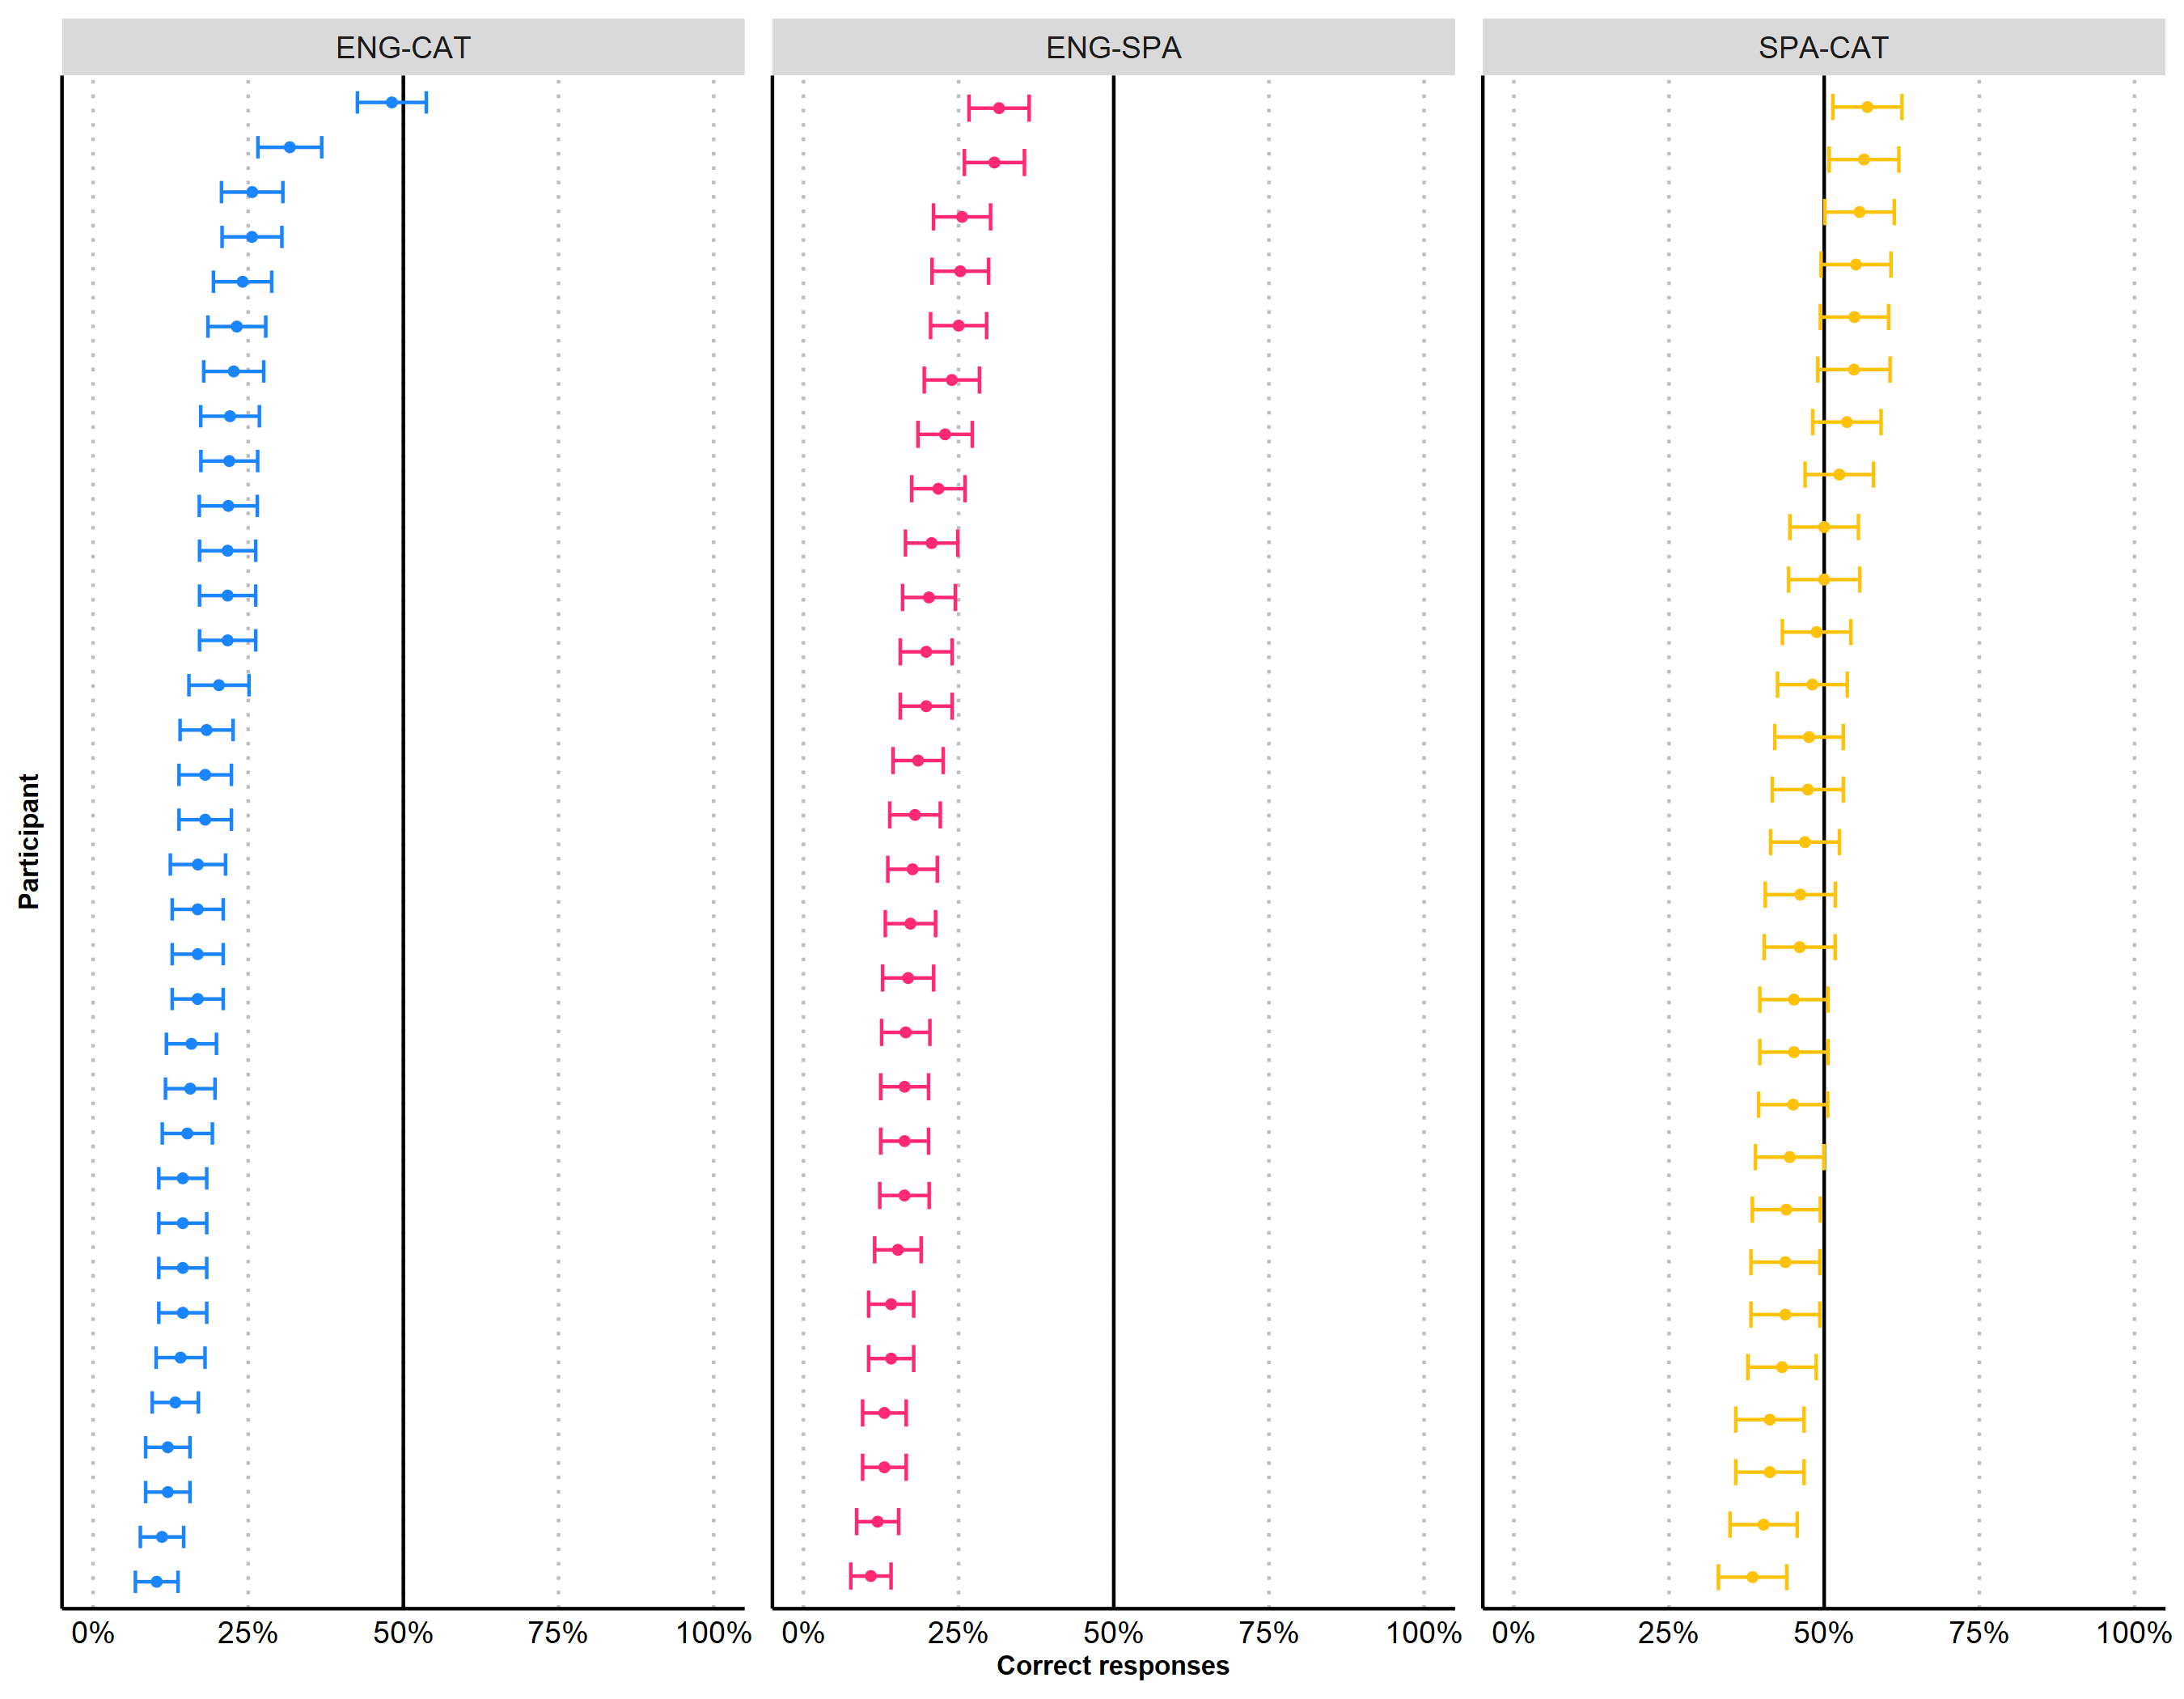 ENG-CAT ENG-SPA SPA-CAT
Participant
0% 25% 50% 75% 100% 0% 25% 50% 75% 100% 0% 25% 50% 75% 100%
Correct responses